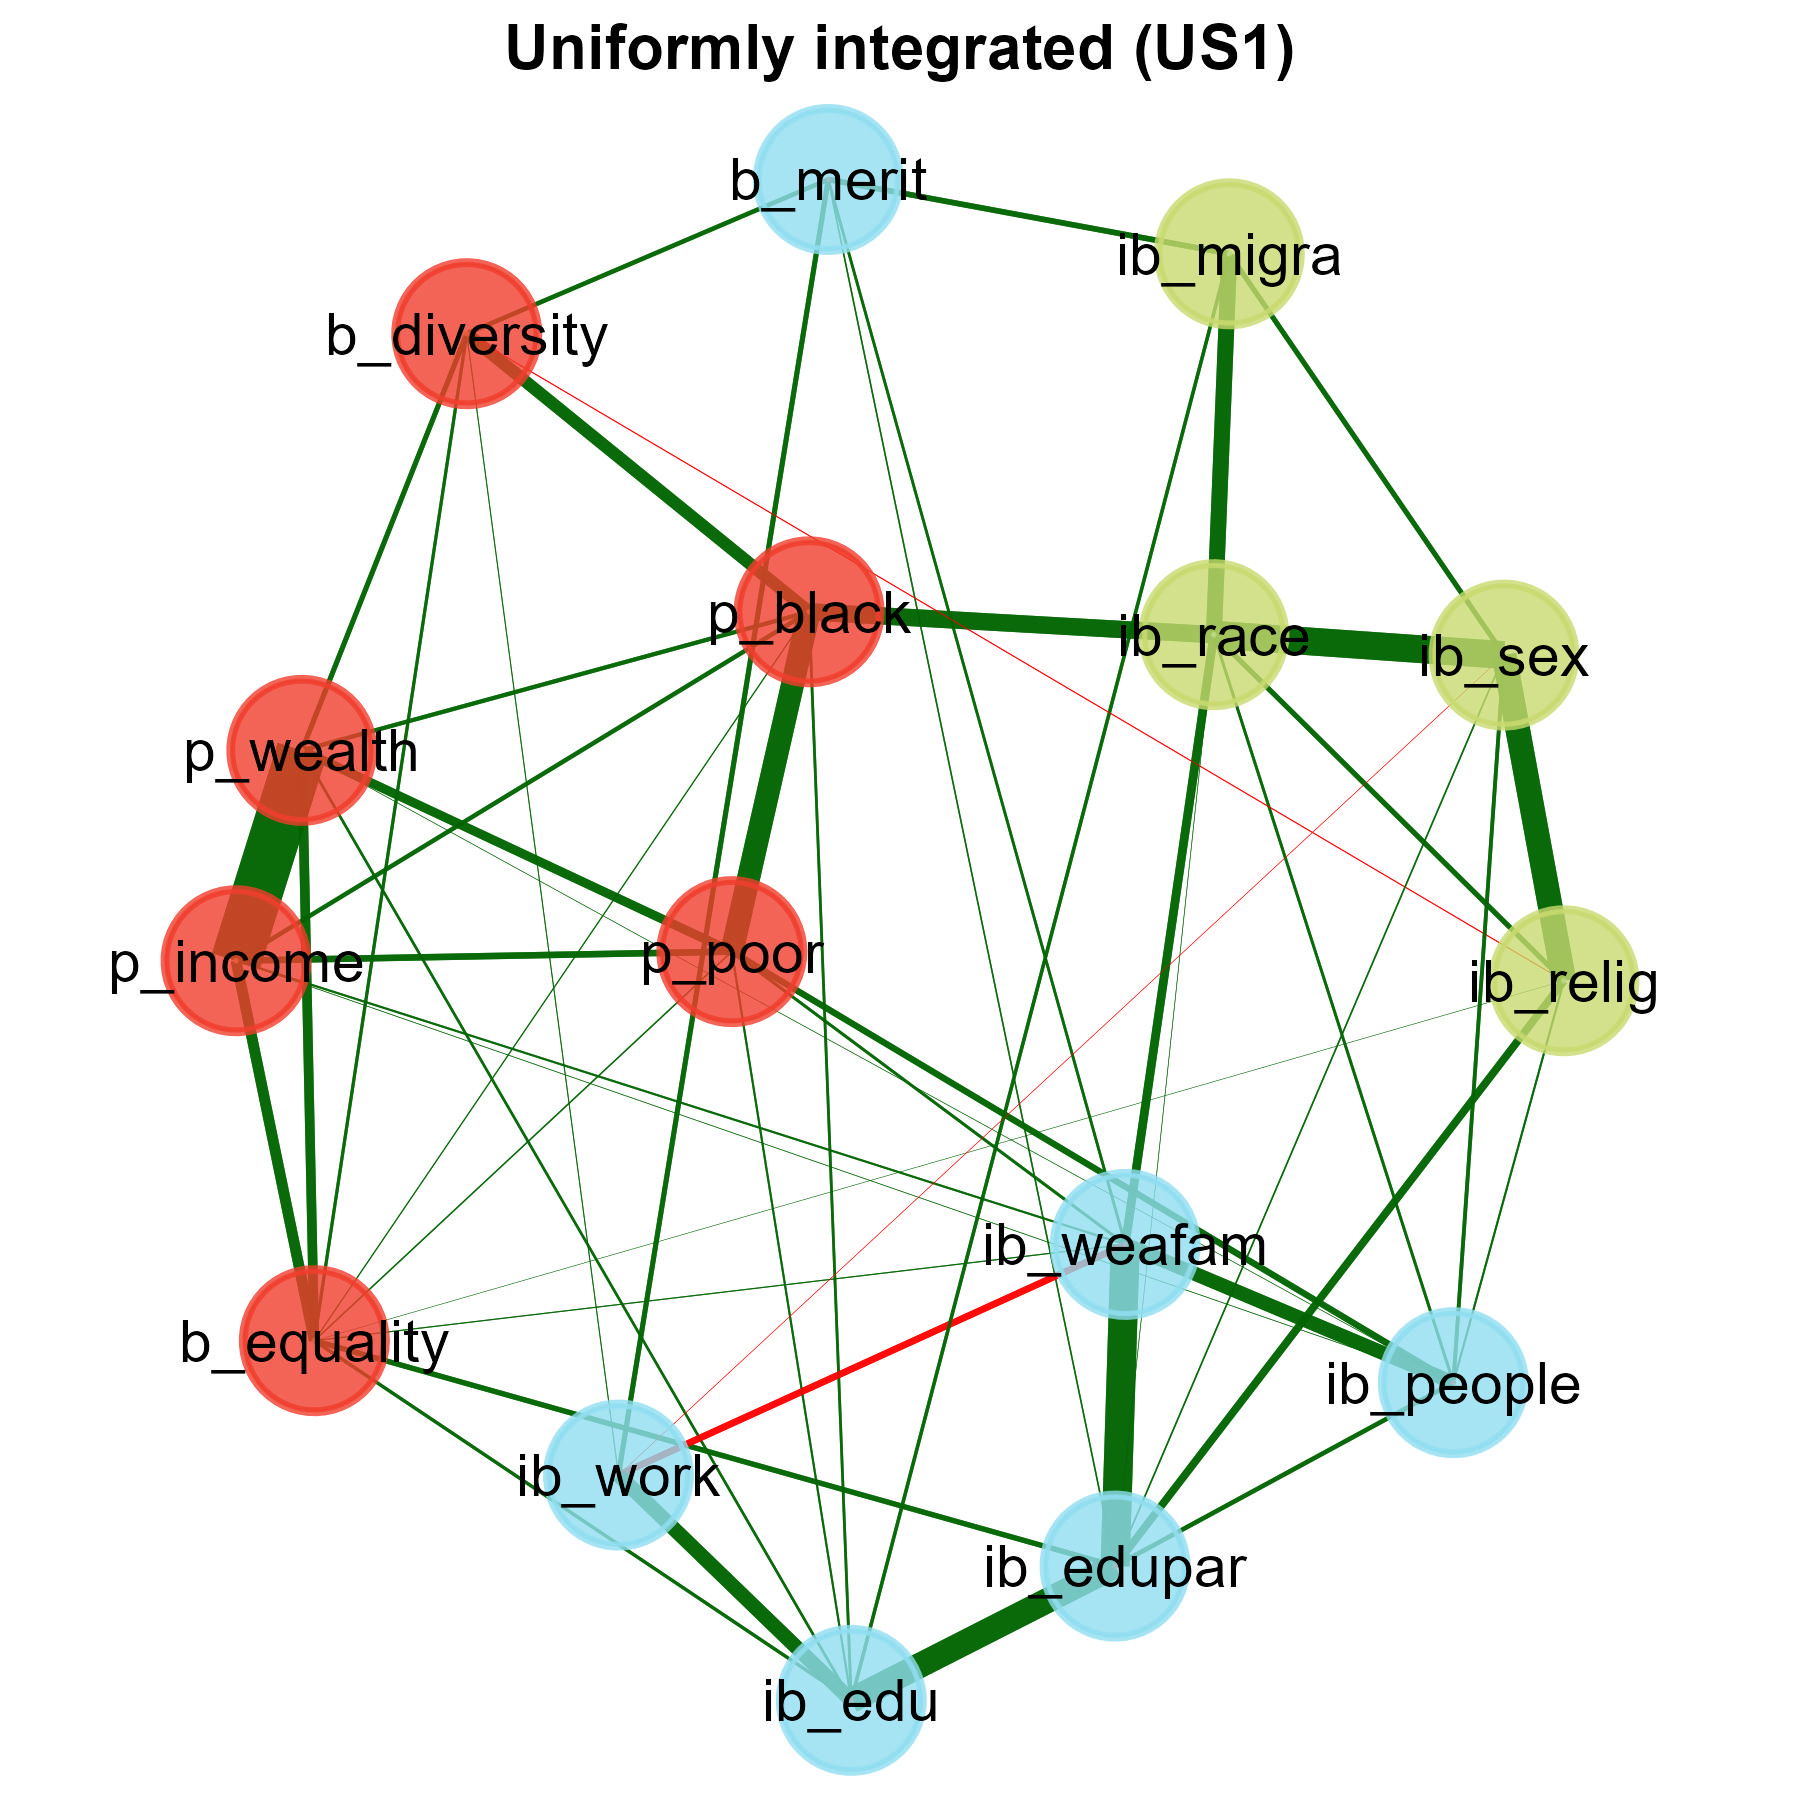 Uniformly integrated (US1)
b_merit
ib_migra
b_diversity
p_black
ib_race
ib_sex
p_wealth
p_income
p_poor
ib_relig
ib_weafam
b_equality
ib_people
ib_work
ib_edupar
ib_edu